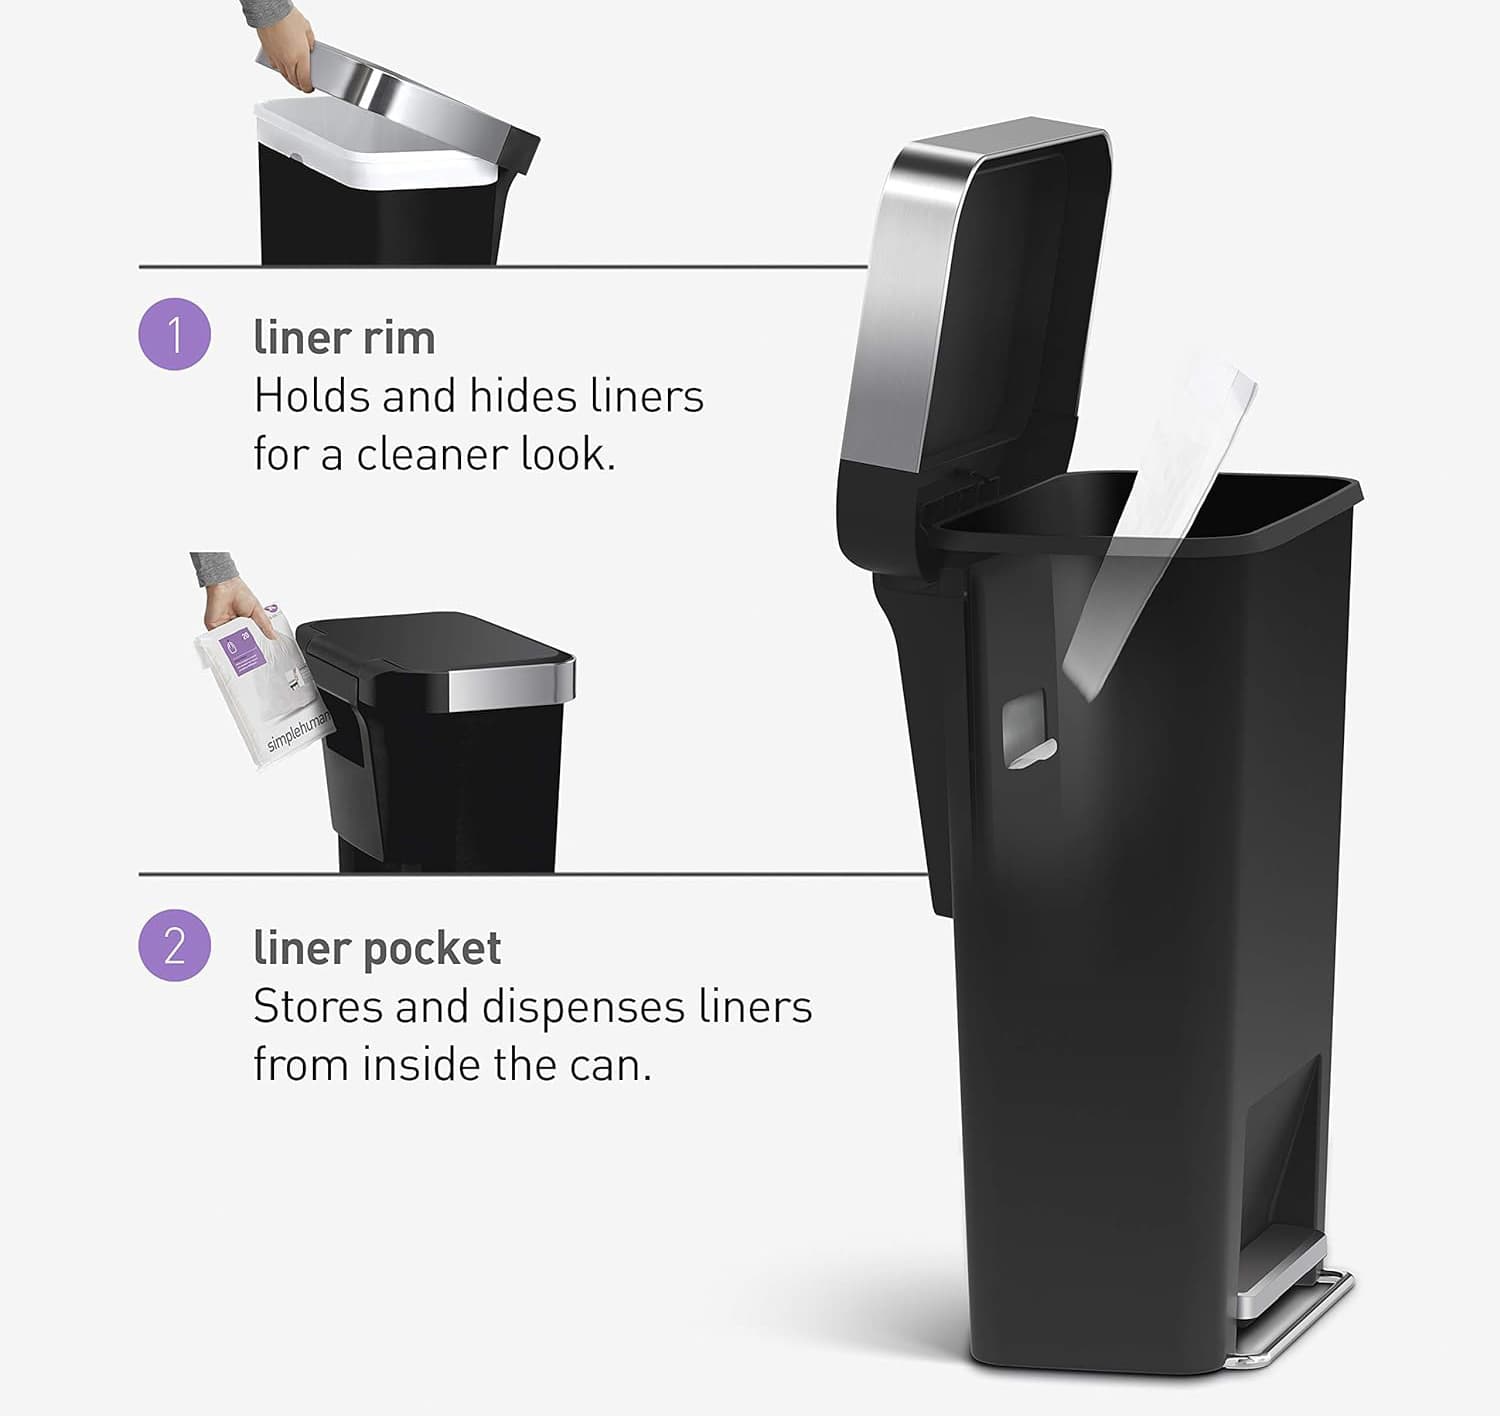 1
liner rim
Holds and hides liners
for a cleaner look.
20
simplehuman
2
liner pocket
Stores and dispenses liners
from inside the can.